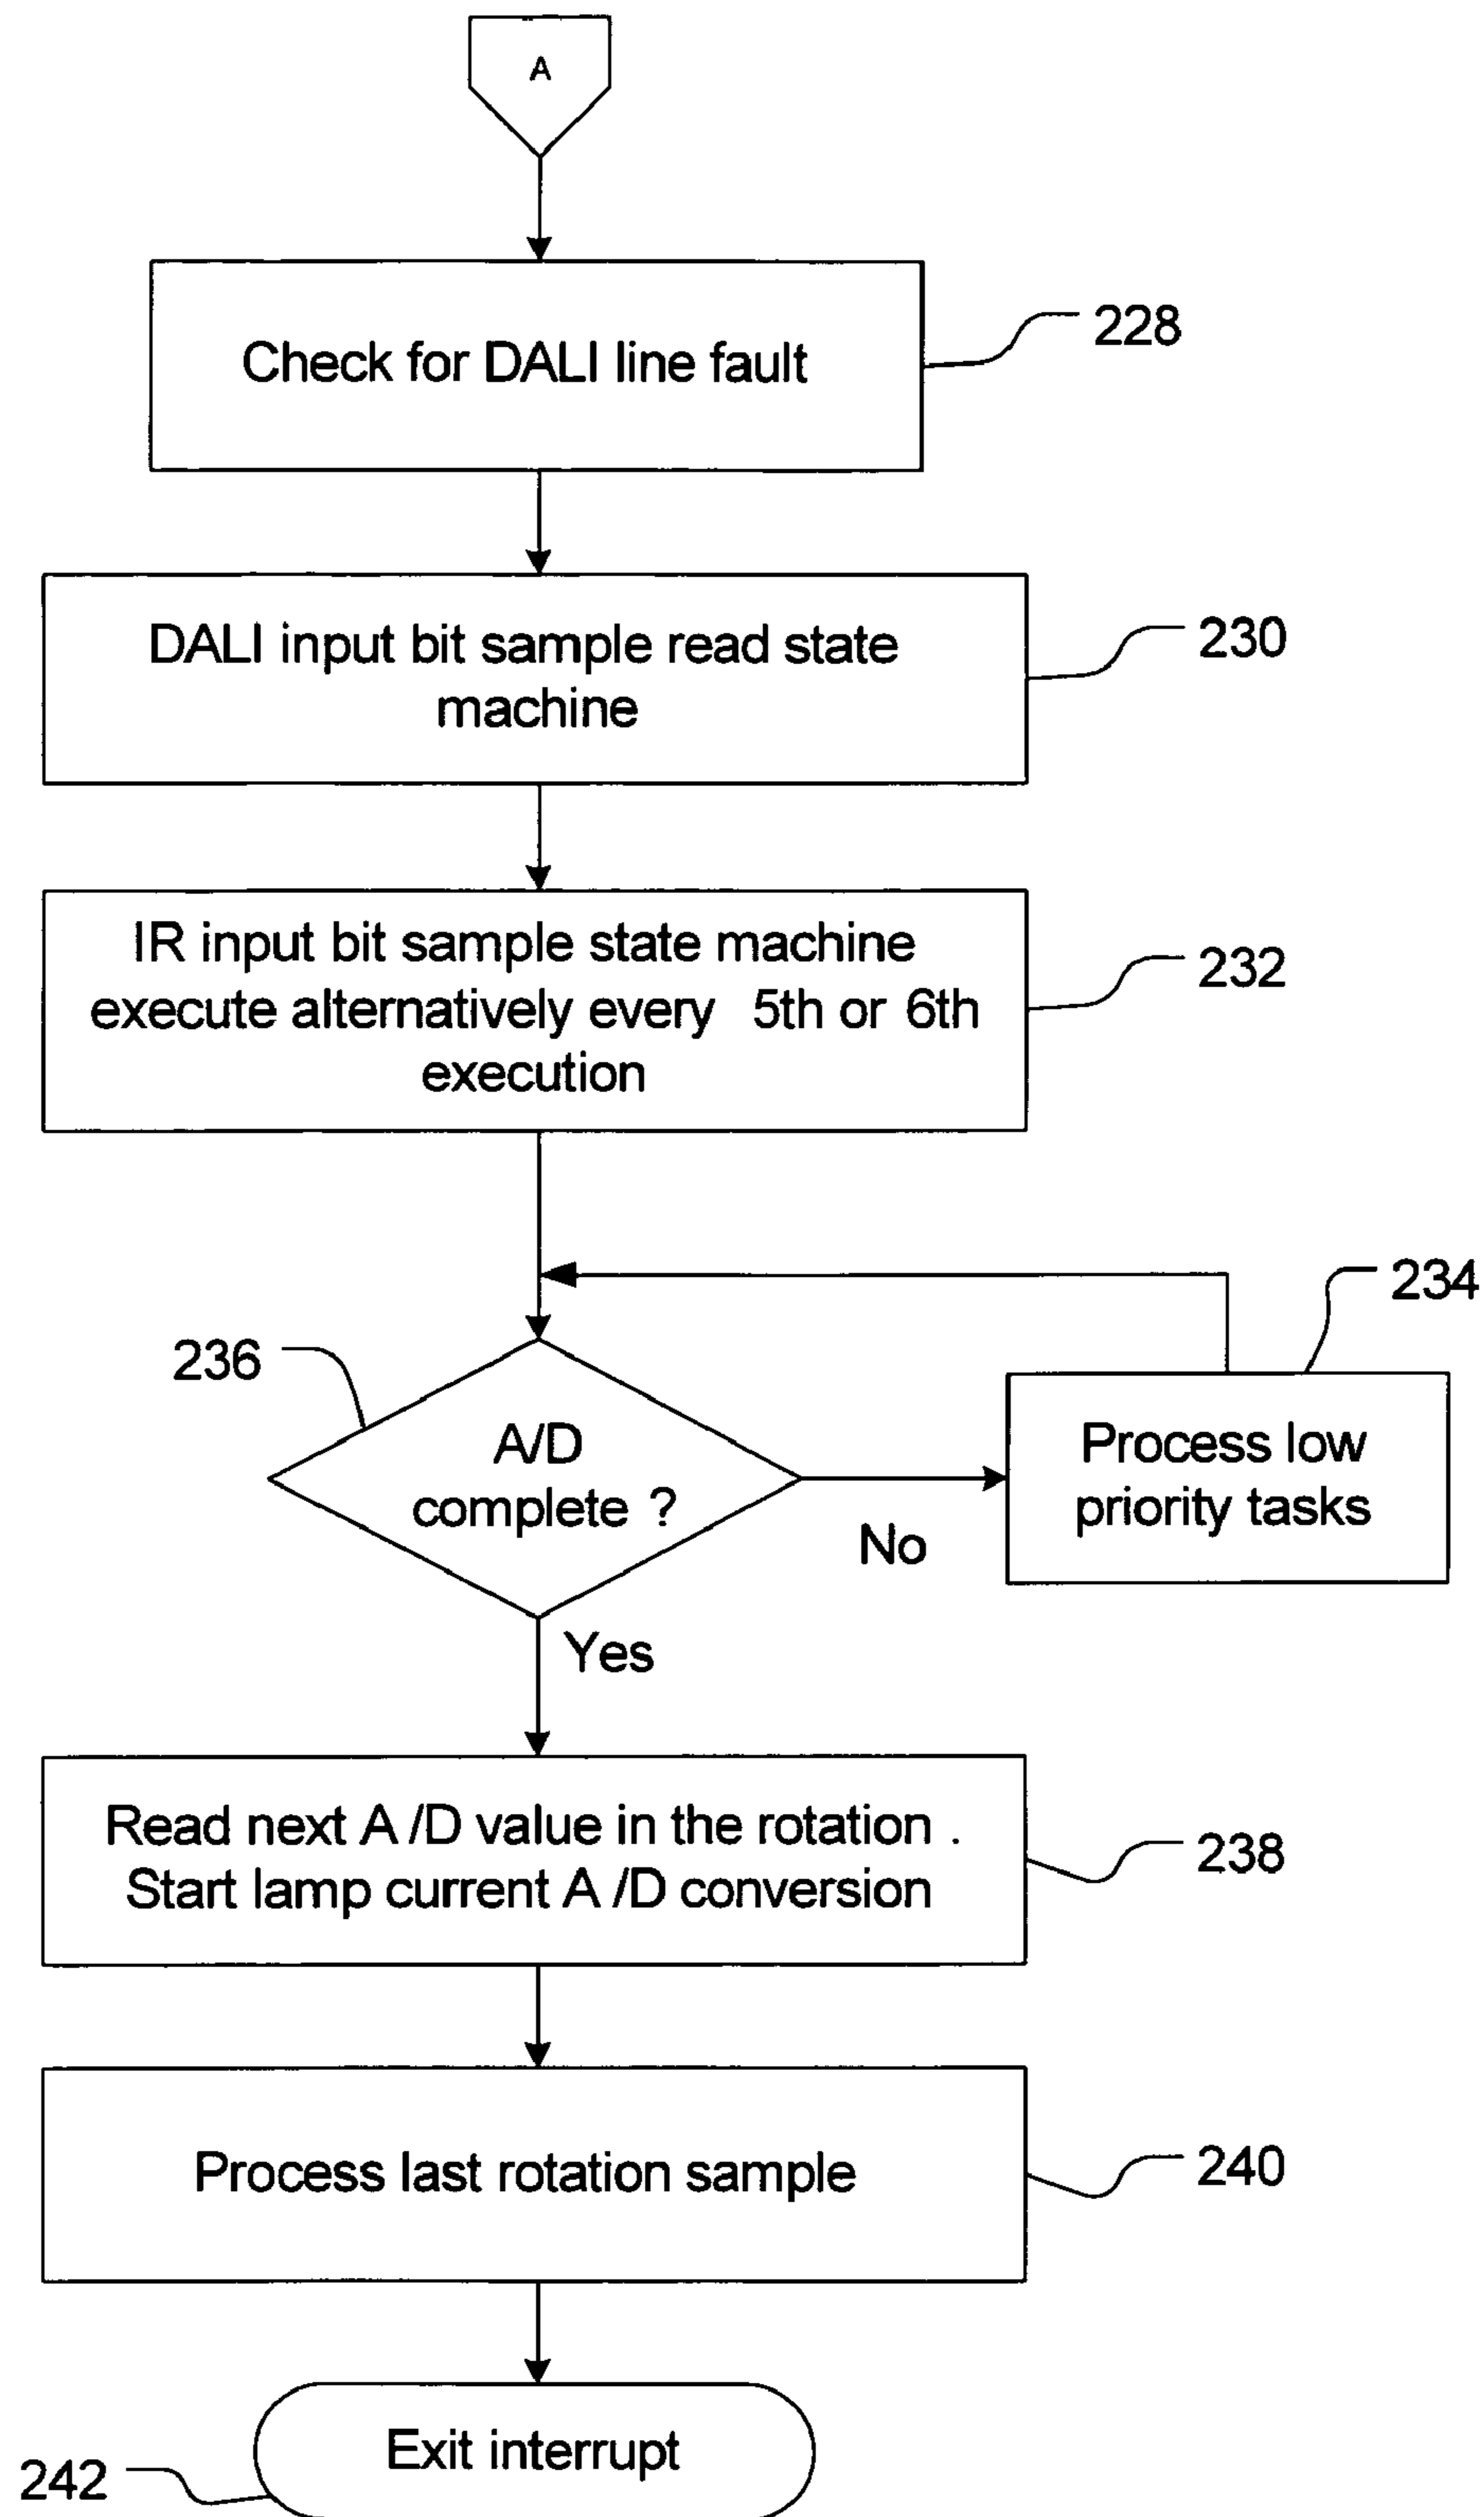 A
Check for DALI line fault
228
DALI input bit sample read state
machine
230
IR input bit sample state machine
execute alternatively every 5th or 6th
execution
232
234
236
A/D
complete ?
Process low
priority tasks
No
Yes
Read next A /D value in the rotation .
Start lamp current A /D conversion
238
Process last rotation sample
240
Exit interrupt
242